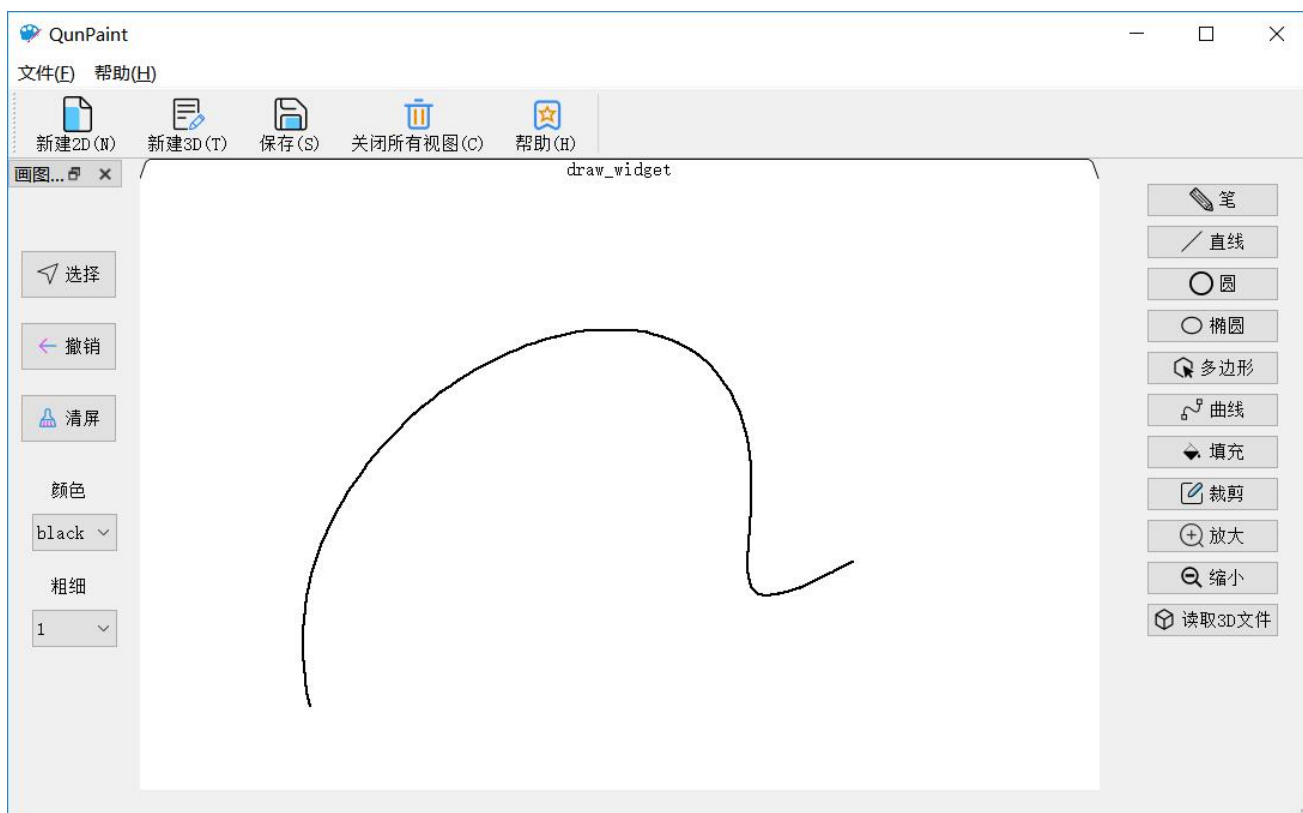 QunPaint
文件(F) 帮助(H)
新建2D(N) 新建3D(T) 保存(S) 关闭所有视图(C) 帮助(H)
画图...
draw_widget
选择
撤销
清屏
颜色
black
粗细
1
笔
直线
圆
椭圆
多边形
曲线
填充
裁剪
放大
缩小
读取3D文件